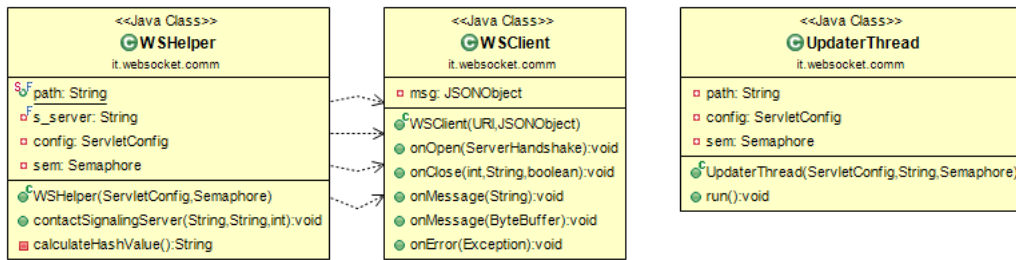 <<Java Class>>
WSHelper
it.websocket.comm
path: String
s_server: String
config: ServletConfig
sem: Semaphore
WSHelper(ServletConfig,Semaphore)
contactSignalingServer(String,String,int):void
calculateHashValue():String
<<Java Class>>
WSClient
it.websocket.comm
msg: JSONObject
WSClient(URI,JSONObject)
onOpen(ServerHandshake):void
onClose(int,String,boolean):void
onMessage(String):void
onMessage(ByteBuffer):void
onError(Exception):void
<<Java Class>>
UpdaterThread
it.websocket.comm
path: String
config: ServletConfig
sem: Semaphore
UpdaterThread(ServletConfig,String,Semaphore)
run():void